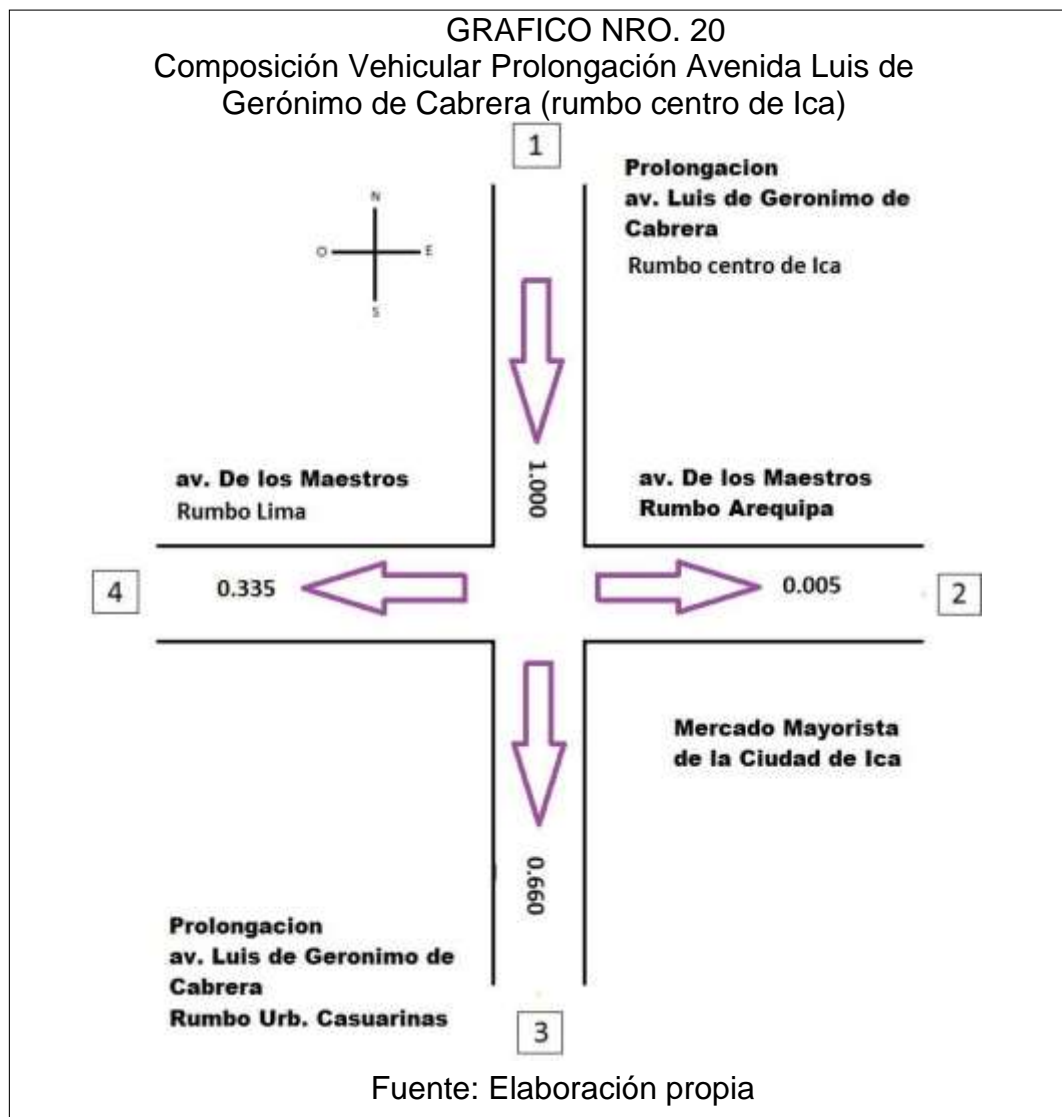 GRAFICO NRO. 20
Composición Vehicular Prolongación Avenida Luis de
Gerónimo de Cabrera (rumbo centro de Ica)
1
Prolongacion
av. Luis de Geronimo de
Cabrera
Rumbo centro de Ica
N
O
E
S
1.000
av. De los Maestros
Rumbo Lima
av. De los Maestros
Rumbo Arequipa
4
0.335
0.005
2
Mercado Mayorista
de la Ciudad de Ica
0.660
Prolongacion
av. Luis de Geronimo de
Cabrera
Rumbo Urb. Casuarinas
3
Fuente: Elaboración propia